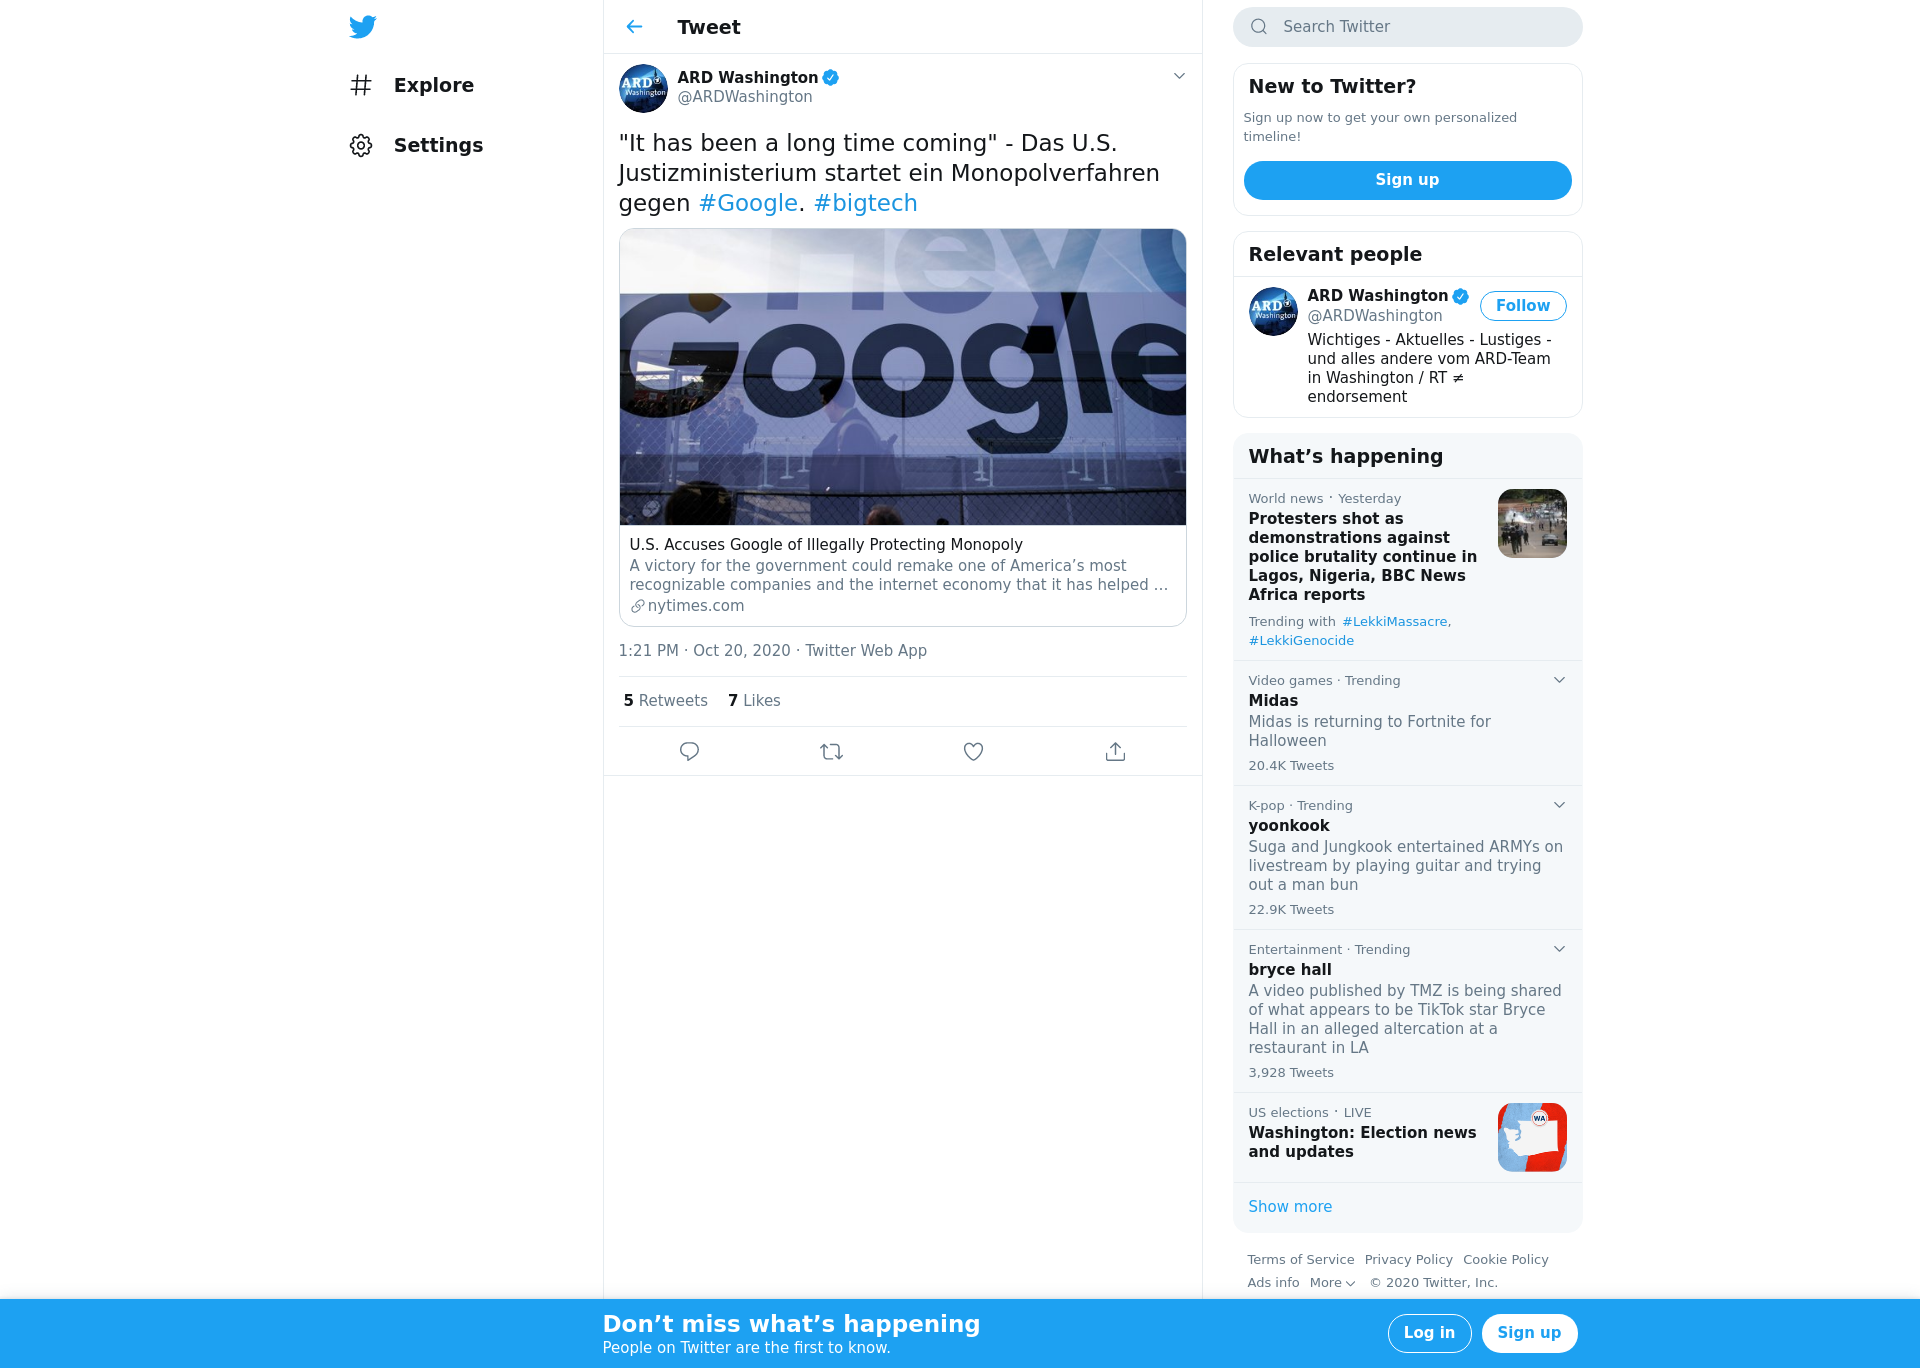 Explore
Settings
Tweet
ARD Washington
@ARDWashington
"It has been a long time coming" - Das U.S.
Justizministerium startet ein Monopolverfahren
gegen #Google. #bigtech
Hey G
Google
U.S. Accuses Google of Illegally Protecting Monopoly
A victory for the government could remake one of America’s most
recognizable companies and the internet economy that it has helped ...
nytimes.com
1:21 PM · Oct 20, 2020 · Twitter Web App
5 Retweets 7 Likes
Search Twitter
New to Twitter?
Sign up now to get your own personalized
timeline!
Sign up
Relevant people
ARD
Washington
ARD Washington
@ARDWashington
Follow
Wichtiges - Aktuelles - Lustiges -
und alles andere vom ARD-Team
in Washington / RT ≠
endorsement
What’s happening
World news · Yesterday
Protesters shot as
demonstrations against
police brutality continue in
Lagos, Nigeria, BBC News
Africa reports
Trending with #LekkiMassacre,
#LekkiGenocide
Video games · Trending
Midas
Midas is returning to Fortnite for
Halloween
20.4K Tweets
K-pop · Trending
yoonkook
Suga and Jungkook entertained ARMYs on
livestream by playing guitar and trying
out a man bun
22.9K Tweets
Entertainment · Trending
bryce hall
A video published by TMZ is being shared
of what appears to be TikTok star Bryce
Hall in an alleged altercation at a
restaurant in LA
3,928 Tweets
US elections · LIVE
Washington: Election news
and updates
WA
Show more
Terms of Service Privacy Policy Cookie Policy
Ads info More © 2020 Twitter, Inc.
Don’t miss what’s happening
People on Twitter are the first to know.
Log in
Sign up